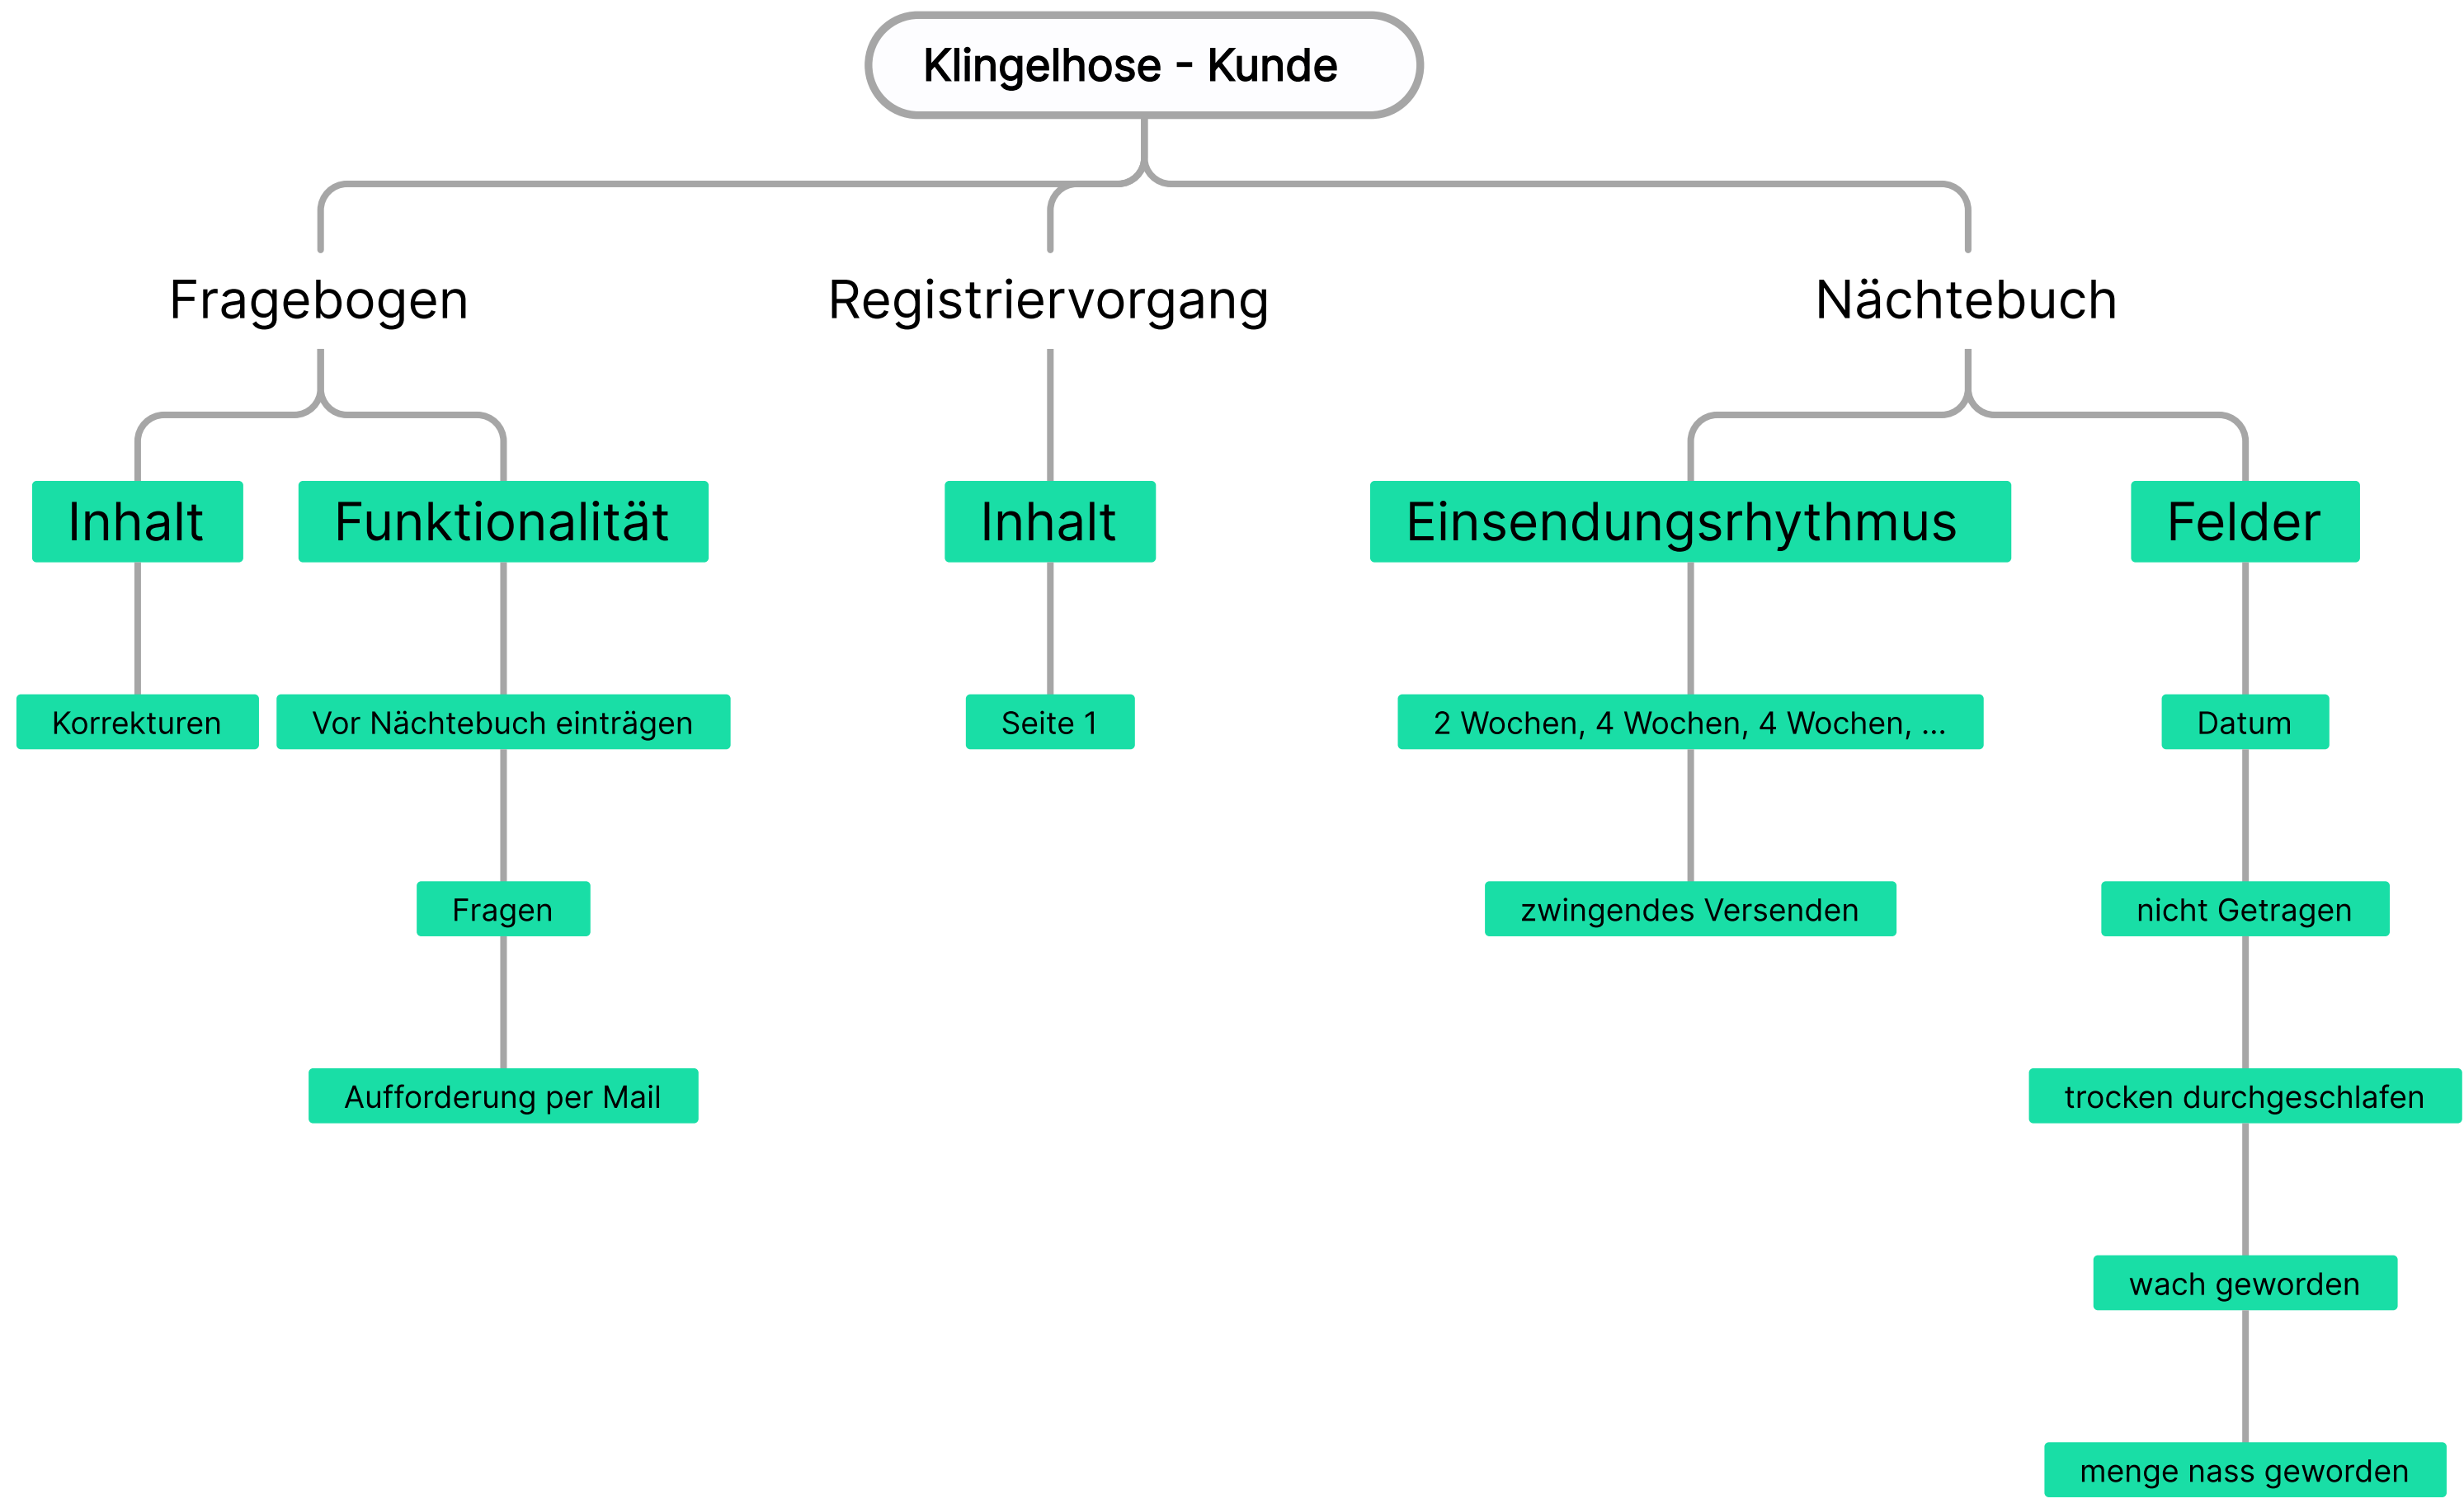 Klingelhose - Kunde
Fragebogen
Registriervorgang
Nächtebuch
Inhalt
Funktionalität
Inhalt
Einsendungsrhythmus
Felder
Korrekturen
Vor Nächtebuch einträgen
Seite 1
2 Wochen, 4 Wochen, 4 Wochen, ...
Datum
Fragen
zwingendes Versenden
nicht Getragen
Aufforderung per Mail
trocken durchgeschlafen
wach geworden
menge nass geworden